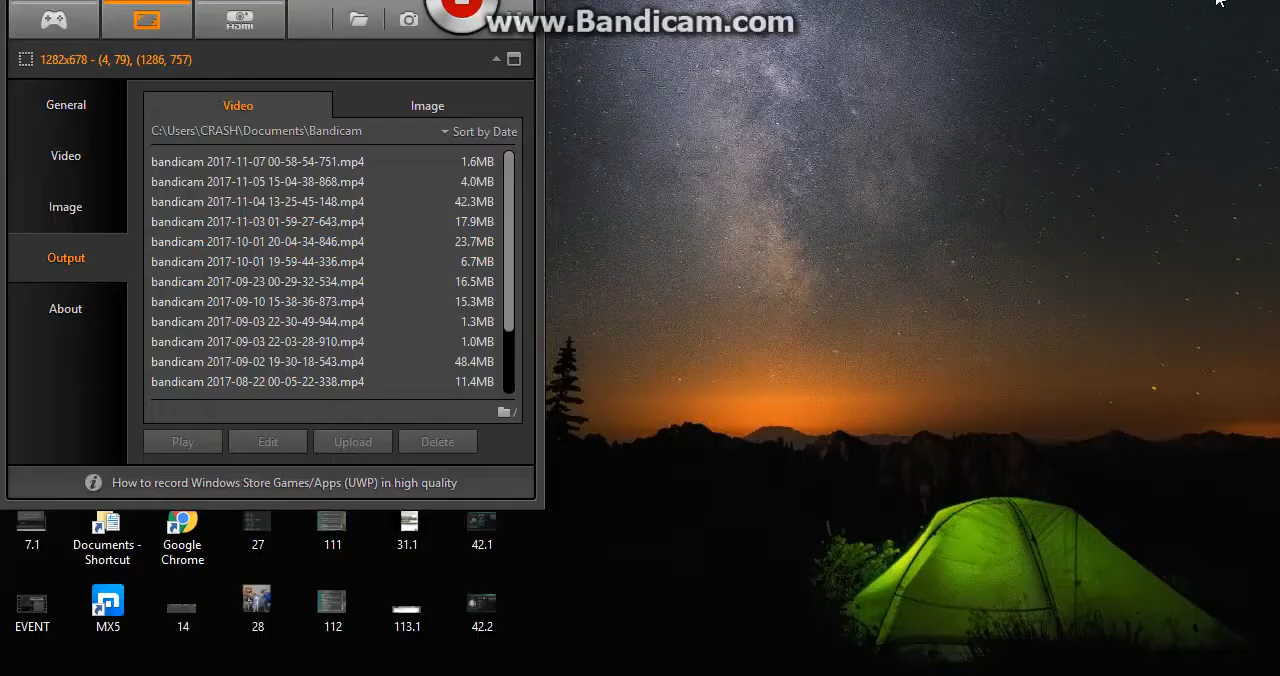 www.Bandicam.com
HDMI
1282x678 - (4, 79), (1286, 757)
General
Video
Image
Output
About
Video Image
C:\Users\CRASH\Documents\Bandicam Sort by Date
bandicam 2017-11-07 00-58-54-751.mp4 1.6MB
bandicam 2017-11-05 15-04-38-868.mp4 4.0MB
bandicam 2017-11-04 13-25-45-148.mp4 42.3MB
bandicam 2017-11-03 01-59-27-643.mp4 17.9MB
bandicam 2017-10-01 20-04-34-846.mp4 23.7MB
bandicam 2017-10-01 19-59-44-336.mp4 6.7MB
bandicam 2017-09-23 00-29-32-534.mp4 16.5MB
bandicam 2017-09-10 15-38-36-873.mp4 15.3MB
bandicam 2017-09-03 22-30-49-944.mp4 1.3MB
bandicam 2017-09-03 22-03-28-910.mp4 1.0MB
bandicam 2017-09-02 19-30-18-543.mp4 48.4MB
bandicam 2017-08-22 00-05-22-338.mp4 11.4MB
/
Play Edit Upload Delete
How to record Windows Store Games/Apps (UWP) in high quality
7.1 Documents - Google 27 111 31.1 42.1
Shortcut Chrome
EVENT MX5 14 28 112 113.1 42.2